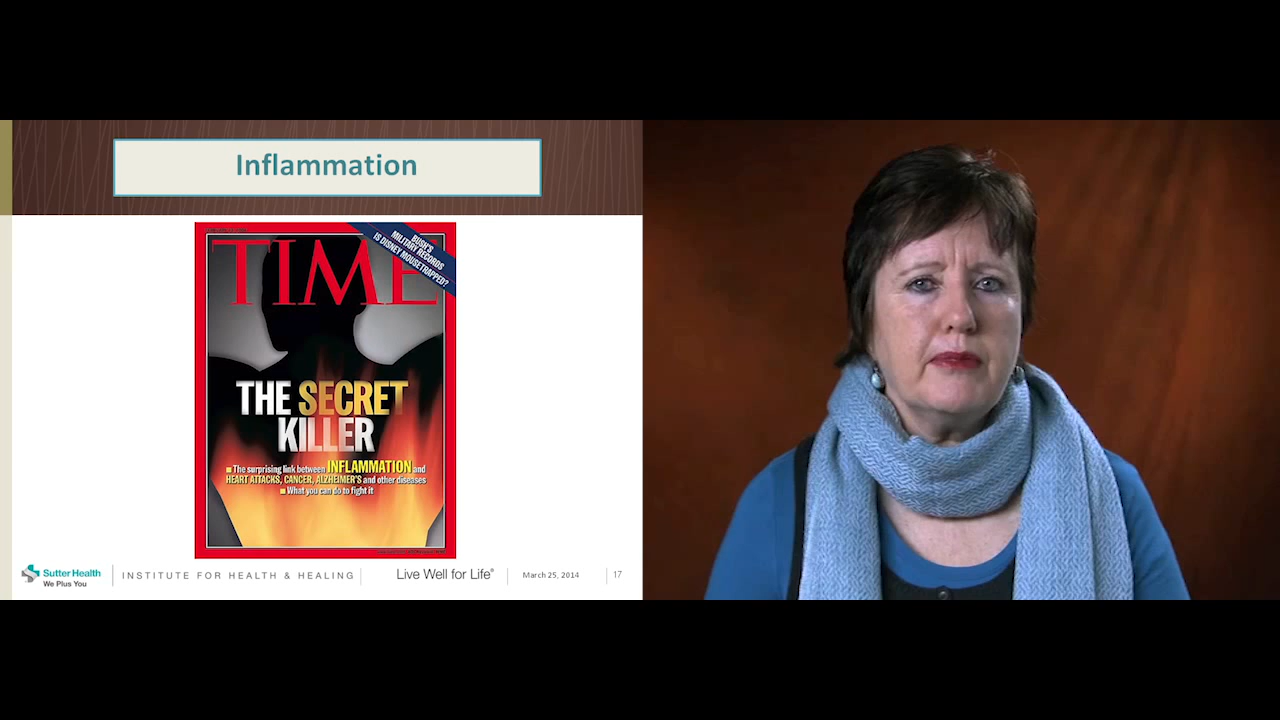 Inflammation
TIME
BUSH'S
MILITARY RECORDS
IS DISNEY MOUSETRAPPED?
THE SECRET
KILLER
The surprising link between INFLAMMATION and
HEART ATTACKS, CANCER, ALZHEIMER'S and other diseases
What you can do to fight it
Sutter Health
We Plus You
INSTITUTE FOR HEALTH & HEALING
Live Well for Life®
March 25, 2014
17